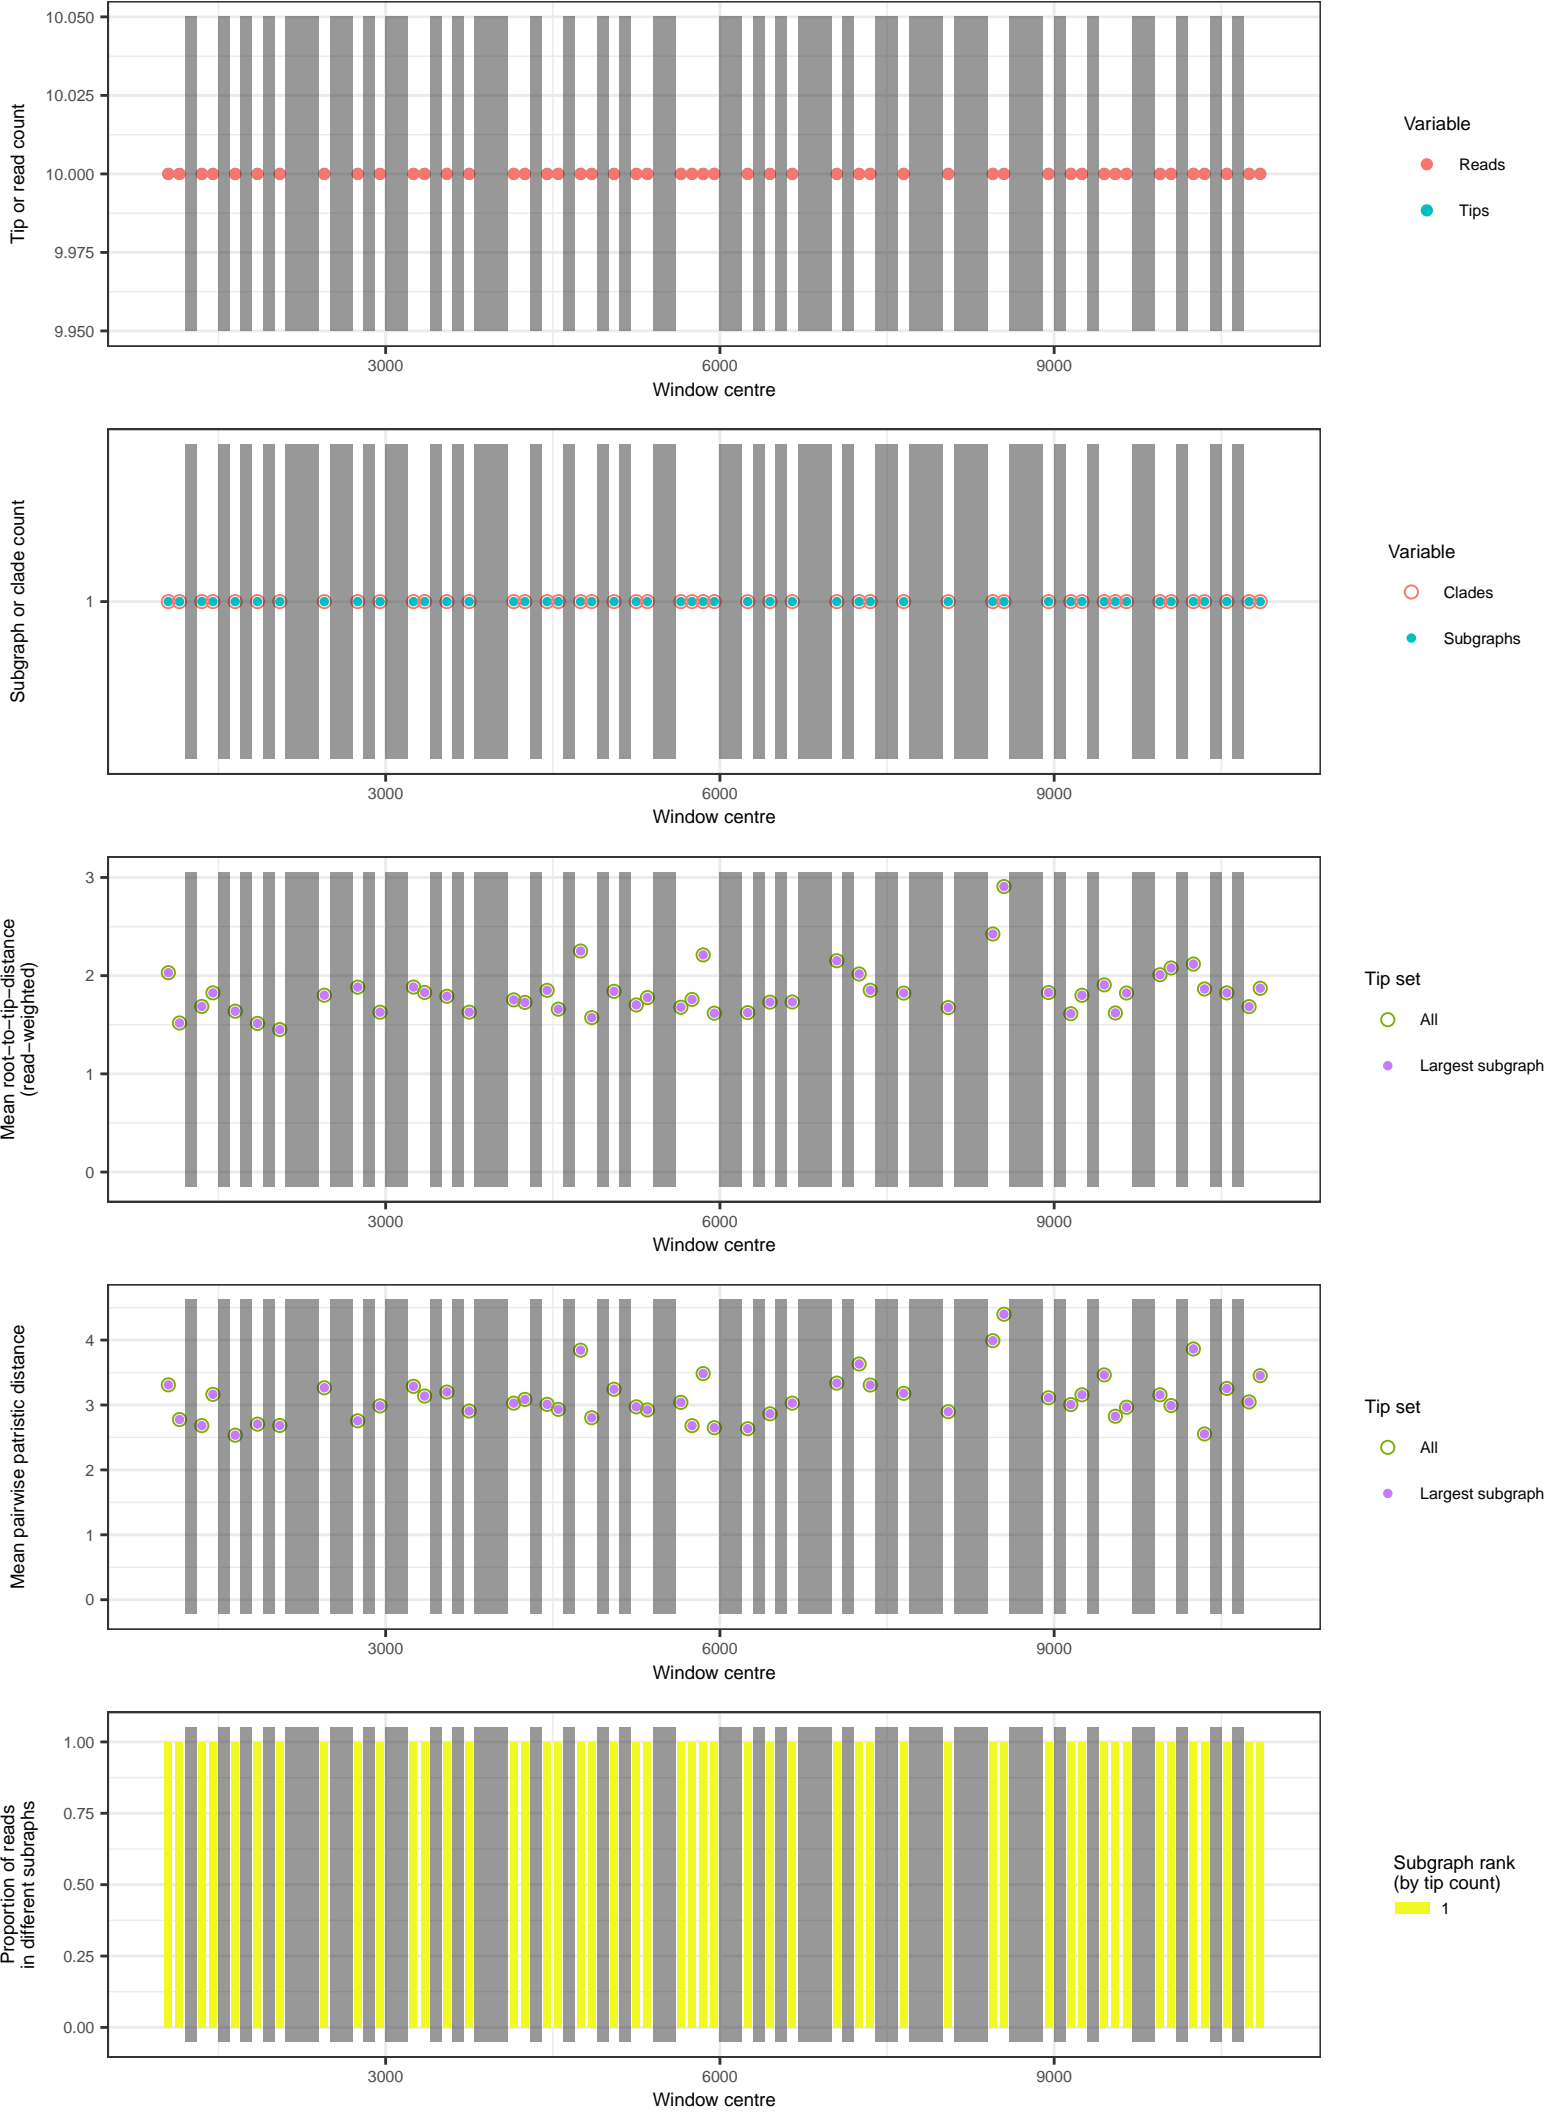 Tip or read count
10.050
10.025
10.000
9.975
9.950
3000
6000
9000
Window centre
Variable
Reads
Tips
Subgraph or clade count
1
3000
6000
9000
Window centre
Variable
Clades
Subgraphs
Mean root−to−tip−distance
(read−weighted)
3
2
1
0
3000
6000
9000
Window centre
Tip set
All
Largest subgraph
Mean pairwise patristic distance
4
3
2
1
0
3000
6000
9000
Window centre
Tip set
All
Largest subgraph
Proportion of reads
in different subraphs
1.00
0.75
0.50
0.25
0.00
3000
6000
9000
Window centre
Subgraph rank
(by tip count)
1